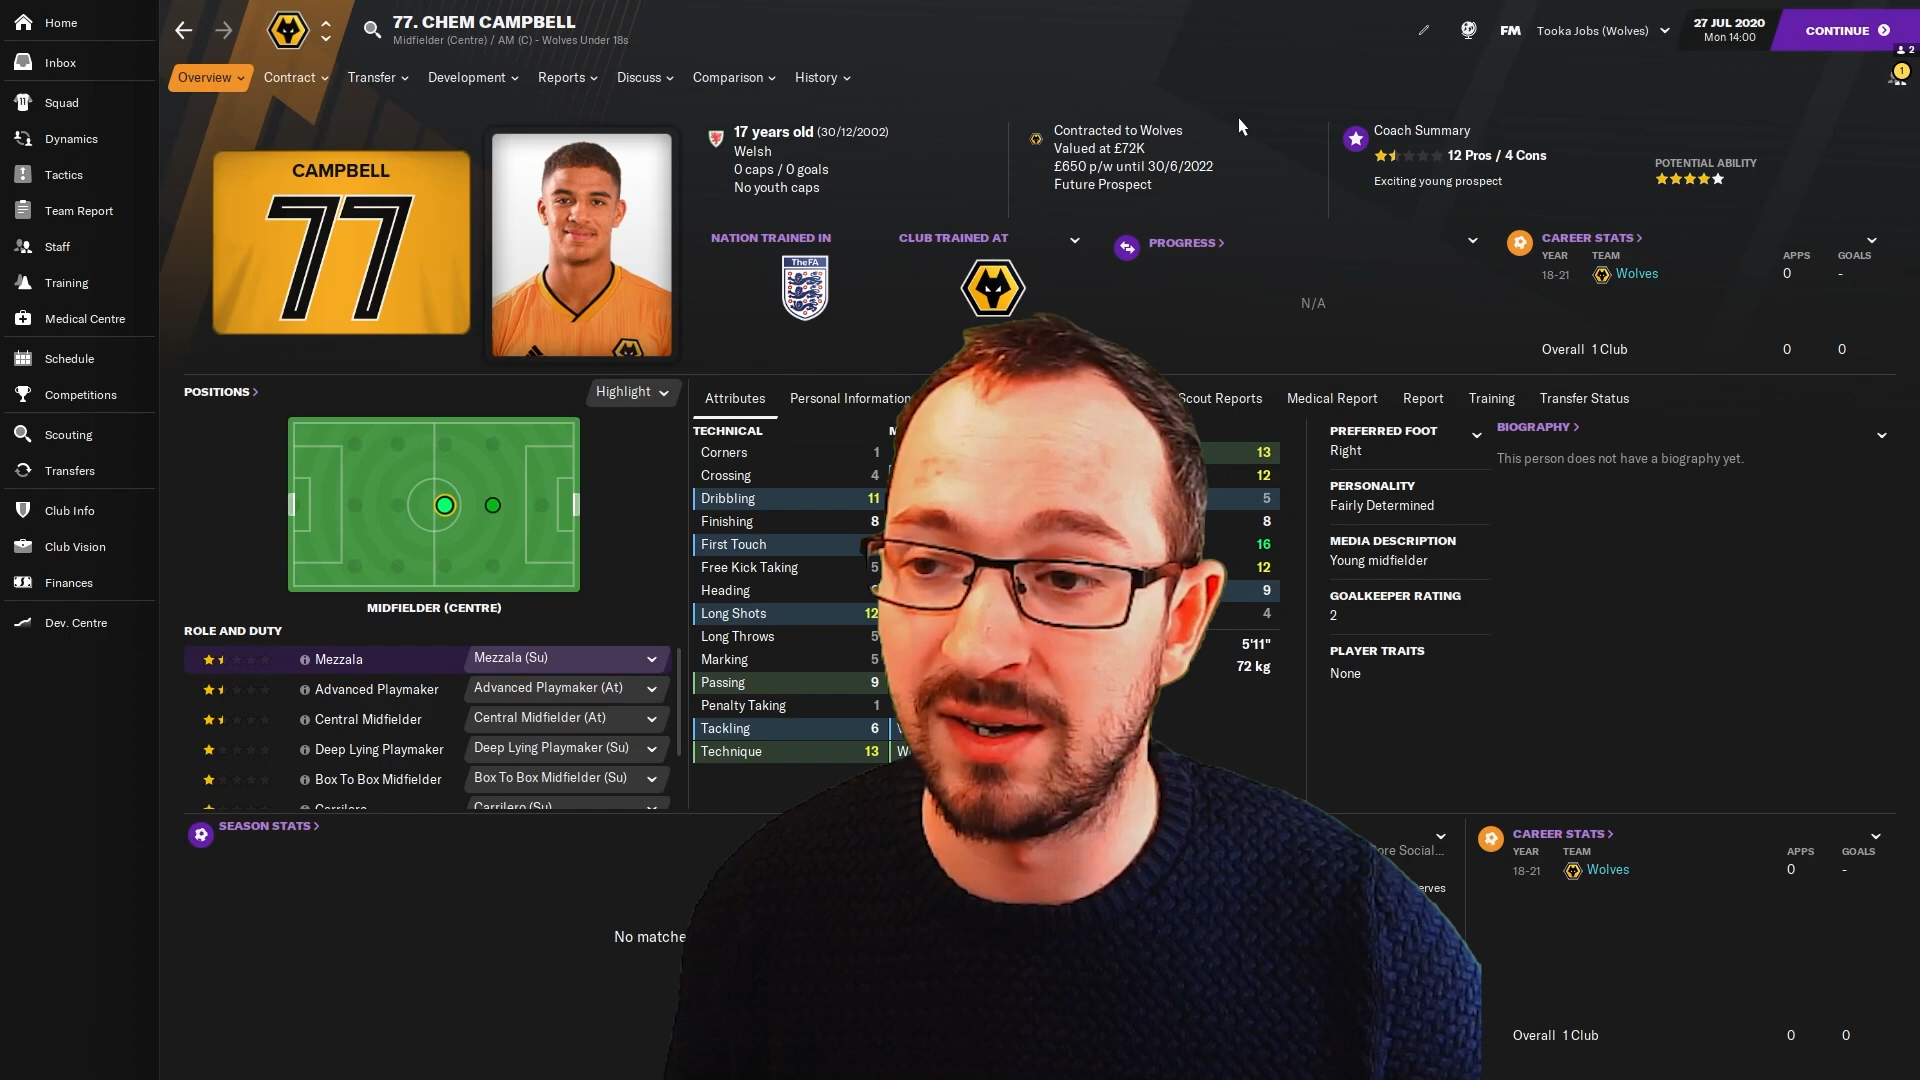 Home
Inbox
Squad
Dynamics
Tactics
Team Report
Staff
Training
Medical Centre
Schedule
Competitions
Scouting
Transfers
Club Info
Club Vision
Finances
Dev. Centre
77. CHEM CAMPBELL
Midfielder (Centre) / AM (C) - Wolves Under 18s
FM
Tooka Jobs (Wolves)
27 JUL 2020
Mon 14:00
CONTINUE
2
1
Overview
Contract
Transfer
Development
Reports
Discuss
Comparison
History
CAMPBELL
77
17 years old (30/12/2002)
Welsh
0 caps / 0 goals
No youth caps
Contracted to Wolves
Valued at £72K
£650 p/w until 30/6/2022
Future Prospect
Coach Summary
12 Pros / 4 Cons
Exciting young prospect
POTENTIAL ABILITY
NATION TRAINED IN
The FA
CLUB TRAINED AT
PROGRESS >
N/A
CAREER STATS >
YEAR TEAM APPS GOALS
18-21 Wolves 0 -
Overall 1 Club 0 0
POSITIONS >
Highlight
MIDFIELDER (CENTRE)
ROLE AND DUTY
Mezzala Mezzala (Su)
Advanced Playmaker Advanced Playmaker (At)
Central Midfielder Central Midfielder (At)
Deep Lying Playmaker Deep Lying Playmaker (Su)
Box To Box Midfielder Box To Box Midfielder (Su)
Carrilero Carrilero (Su)
Attributes
Personal Information
Scout Reports
Medical Report
Report
Training
Transfer Status
TECHNICAL M
Corners 1
Crossing 4
Dribbling 11
Finishing 8
First Touch
Free Kick Taking 5
Heading
Long Shots 12
Long Throws 5
Marking 5
Passing 9
Penalty Taking 1
Tackling 6
Technique 13 W
13
12
5
8
16
12
9
4
5'11"
72 kg
PREFERRED FOOT
Right
PERSONALITY
Fairly Determined
MEDIA DESCRIPTION
Young midfielder
GOALKEEPER RATING
2
PLAYER TRAITS
None
BIOGRAPHY >
This person does not have a biography yet.
SEASON STATS >
No matche
ore Social...
erves
CAREER STATS >
YEAR TEAM APPS GOALS
18-21 Wolves 0 -
Overall 1 Club 0 0